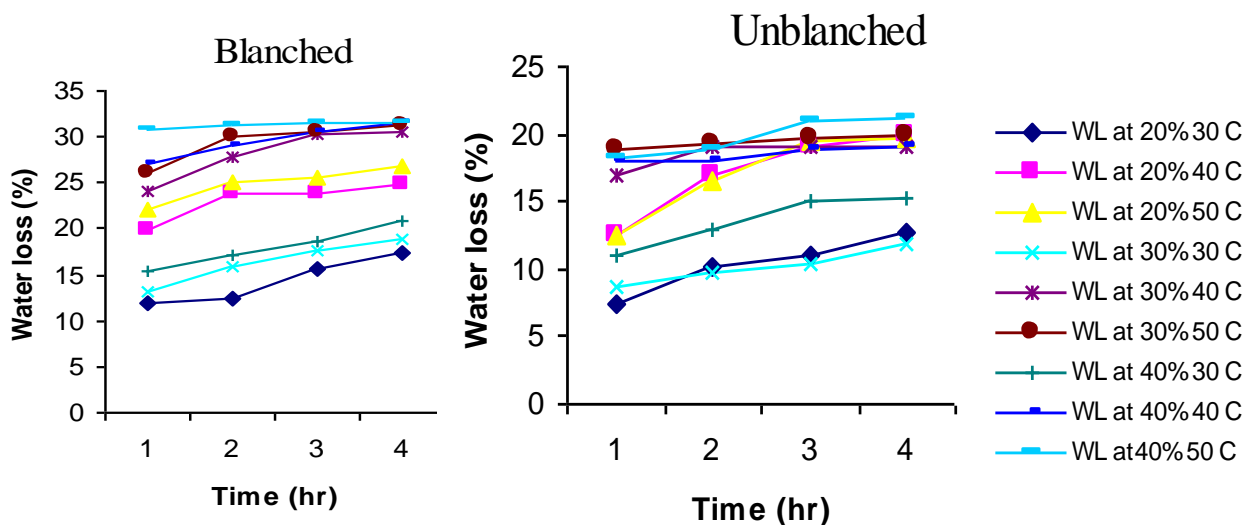 Blanched
35
30
25
20
15
10
5
0
Water loss (%)
1 2 3 4
Time (hr)
Unblanched
25
20
15
10
5
0
Water loss (%)
1 2 3 4
Time (hr)
WL at 20%30 C
WL at 20%40 C
WL at 20%50 C
WL at 30%30 C
WL at 30%40 C
WL at 30%50 C
WL at 40%30 C
WL at 40%40 C
WL at40%50 C